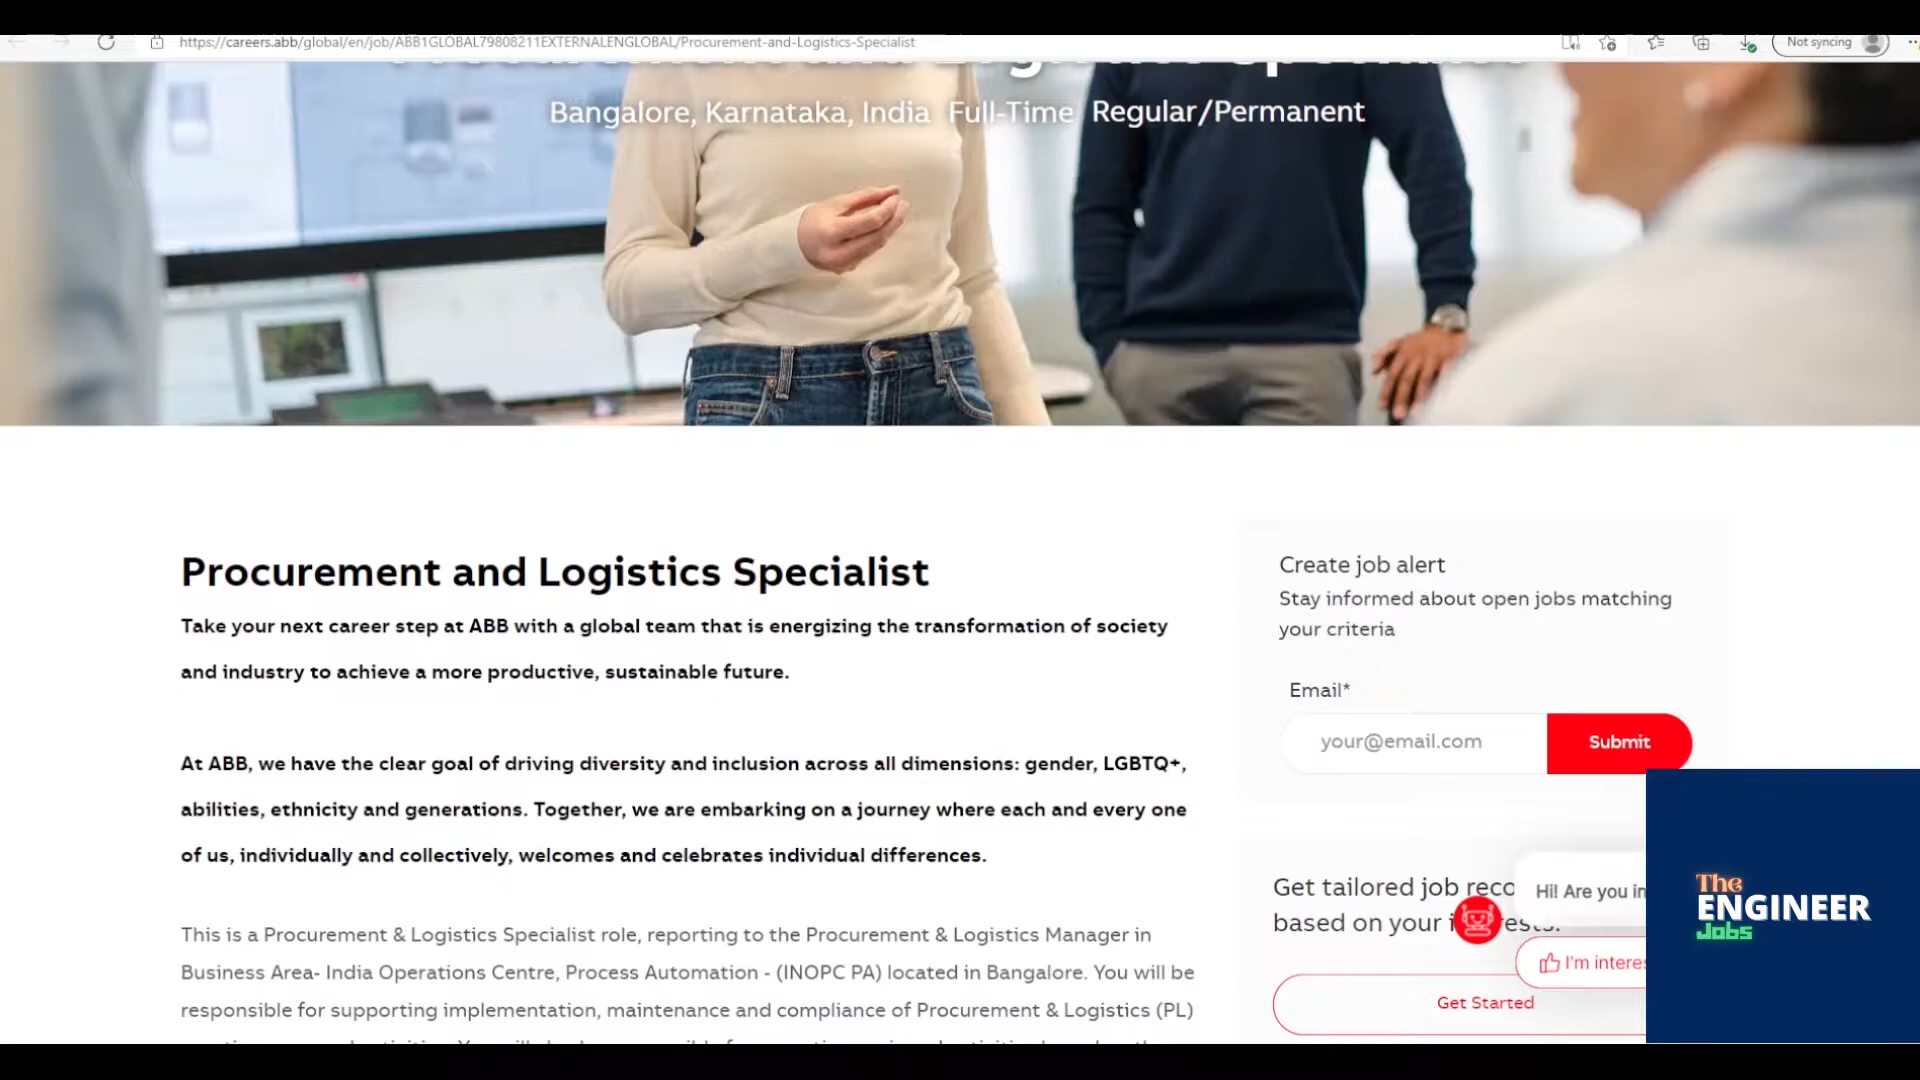 https://careers.abb/global/en/job/ABB1GLOBAL79808211EXTERNALENGLOBAL/Procurement-and-Logistics-Specialist
Not syncing
Procurement and Logistics Specialist
Bangalore, Karnataka, India Full-Time Regular/Permanent
Procurement and Logistics Specialist
Take your next career step at ABB with a global team that is energizing the transformation of society
and industry to achieve a more productive, sustainable future.
At ABB, we have the clear goal of driving diversity and inclusion across all dimensions: gender, LGBTQ+,
abilities, ethnicity and generations. Together, we are embarking on a journey where each and every one
of us, individually and collectively, welcomes and celebrates individual differences.
This is a Procurement & Logistics Specialist role, reporting to the Procurement & Logistics Manager in
Business Area- India Operations Centre, Process Automation - (INOPC PA) located in Bangalore. You will be
responsible for supporting implementation, maintenance and compliance of Procurement & Logistics (PL)
Create job alert
Stay informed about open jobs matching
your criteria
Email*
your@email.com
Submit
Get tailored job reco
based on your
Hi! Are you in
I'm interes
Get Started
The
ENGINEER
Jobs